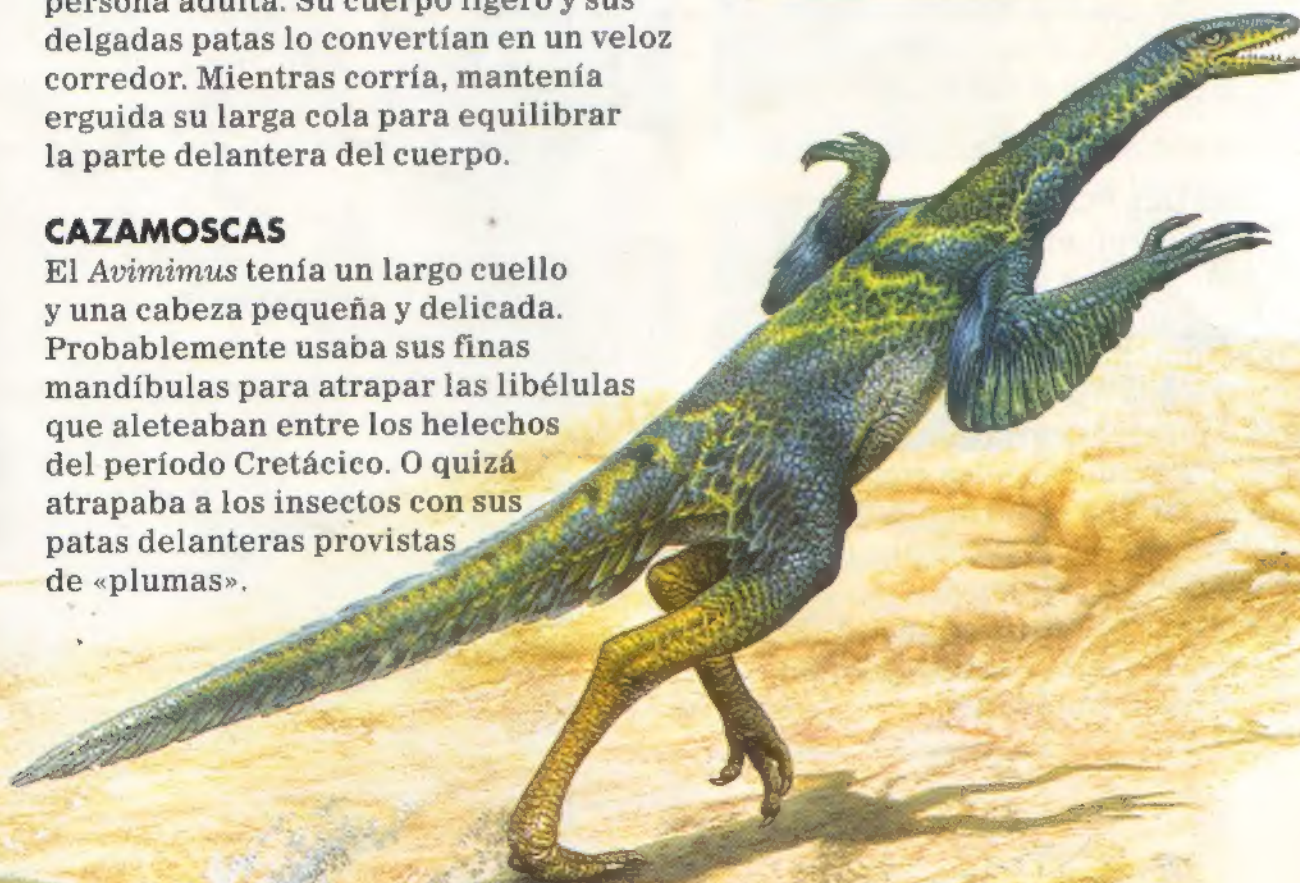 persona adulta. Su cuerpo ligero y sus
delgadas patas lo convertían en un veloz
corredor. Mientras corría, mantenía
erguida su larga cola para equilibrar
la parte delantera del cuerpo.
CAZAMOSCAS
El Avimimus tenía un largo cuello
y una cabeza pequeña y delicada.
Probablemente usaba sus finas
mandíbulas para atrapar las libélulas
que aleteaban entre los helechos
del período Cretácico. O quizá
atrapaba a los insectos con sus
patas delanteras provistas
de «plumas».